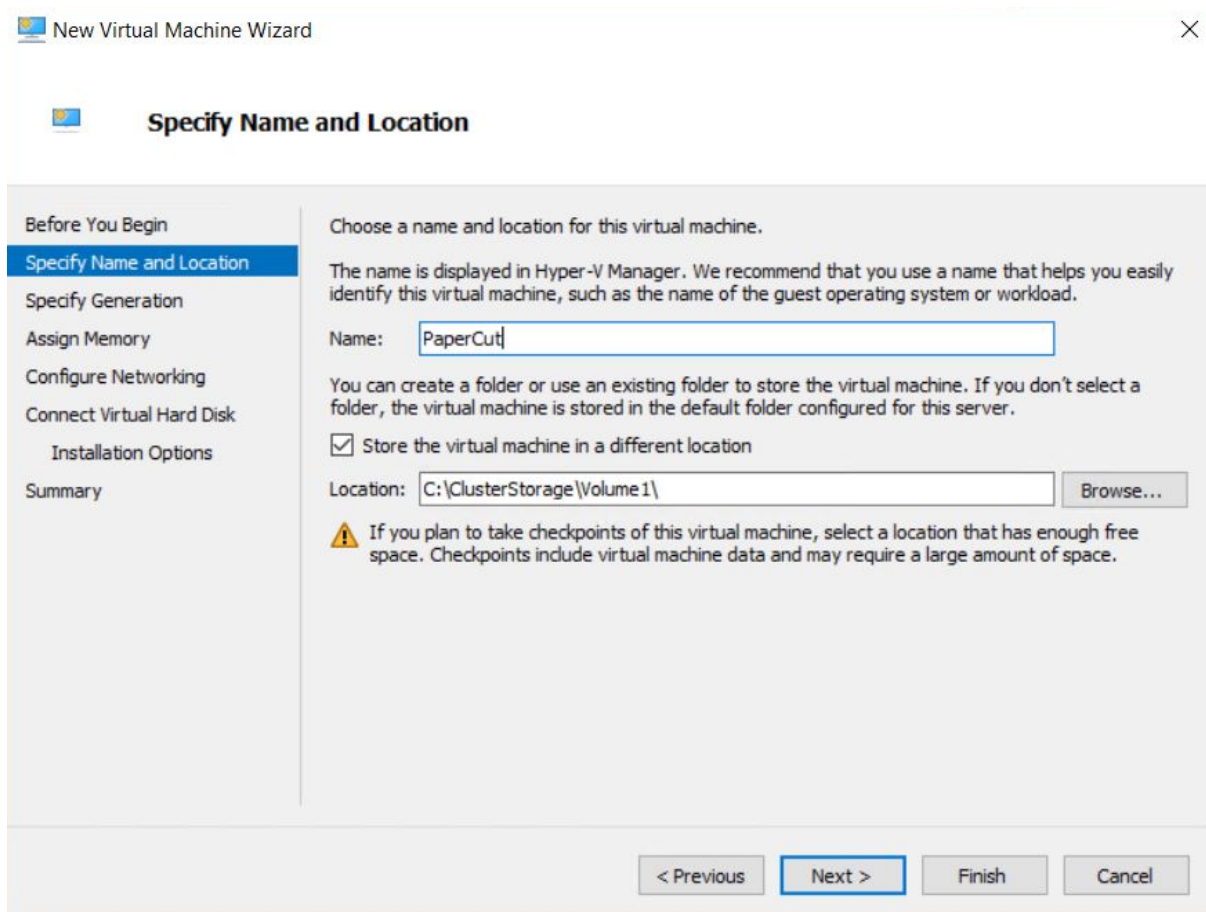 New Virtual Machine Wizard
Specify Name and Location
Before You Begin
Specify Name and Location
Specify Generation
Assign Memory
Configure Networking
Connect Virtual Hard Disk
Installation Options
Summary
Choose a name and location for this virtual machine.
The name is displayed in Hyper-V Manager. We recommend that you use a name that helps you easily
identify this virtual machine, such as the name of the guest operating system or workload.
Name: PaperCut
You can create a folder or use an existing folder to store the virtual machine. If you don't select a
folder, the virtual machine is stored in the default folder configured for this server.
Store the virtual machine in a different location
Location: C:\ClusterStorage\Volume1\ Browse...
If you plan to take checkpoints of this virtual machine, select a location that has enough free
space. Checkpoints include virtual machine data and may require a large amount of space.
< Previous Next > Finish Cancel